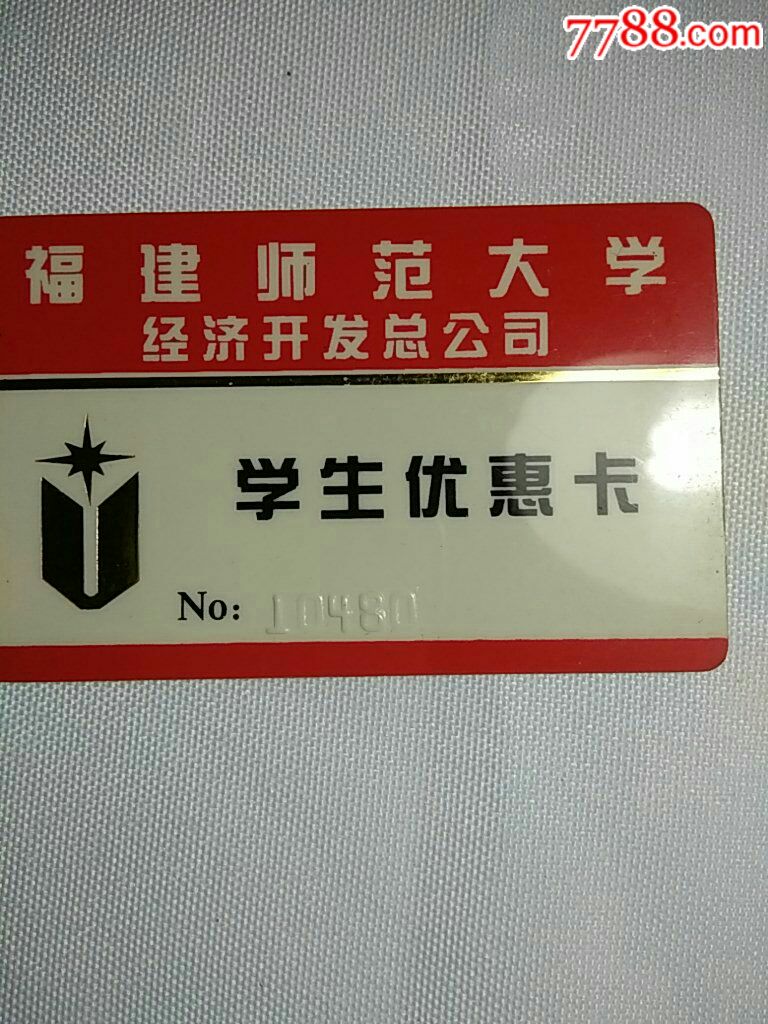 7788.com
福建师范大学
经济开发总公司
学生优惠卡
No: 10480